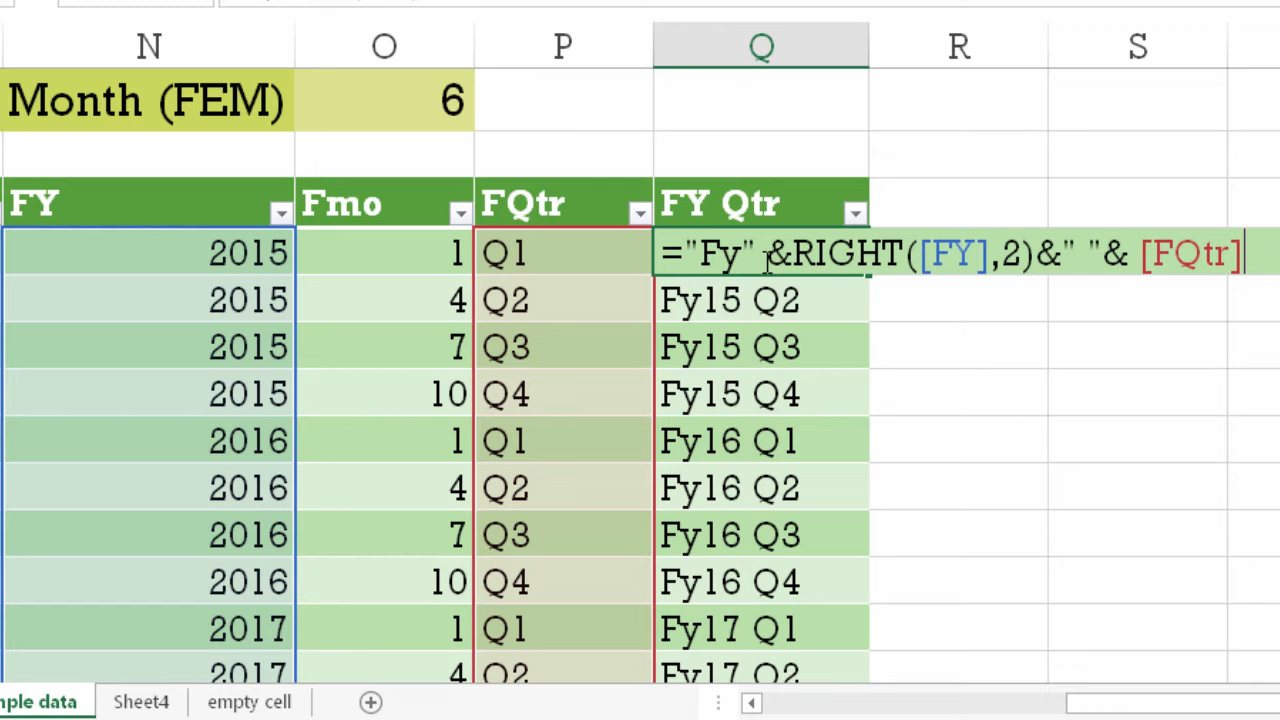 N O P Q R S
Month (FEM) 6
FY Fmo FQtr FY Qtr
2015 1 Q1 ="Fy" &RIGHT([FY],2)&" "& [FQtr]
2015 4 Q2 Fy15 Q2
2015 7 Q3 Fy15 Q3
2015 10 Q4 Fy15 Q4
2016 1 Q1 Fy16 Q1
2016 4 Q2 Fy16 Q2
2016 7 Q3 Fy16 Q3
2016 10 Q4 Fy16 Q4
2017 1 Q1 Fy17 Q1
2017 4 Q2 Fy17 Q2
mple data Sheet4 empty cell